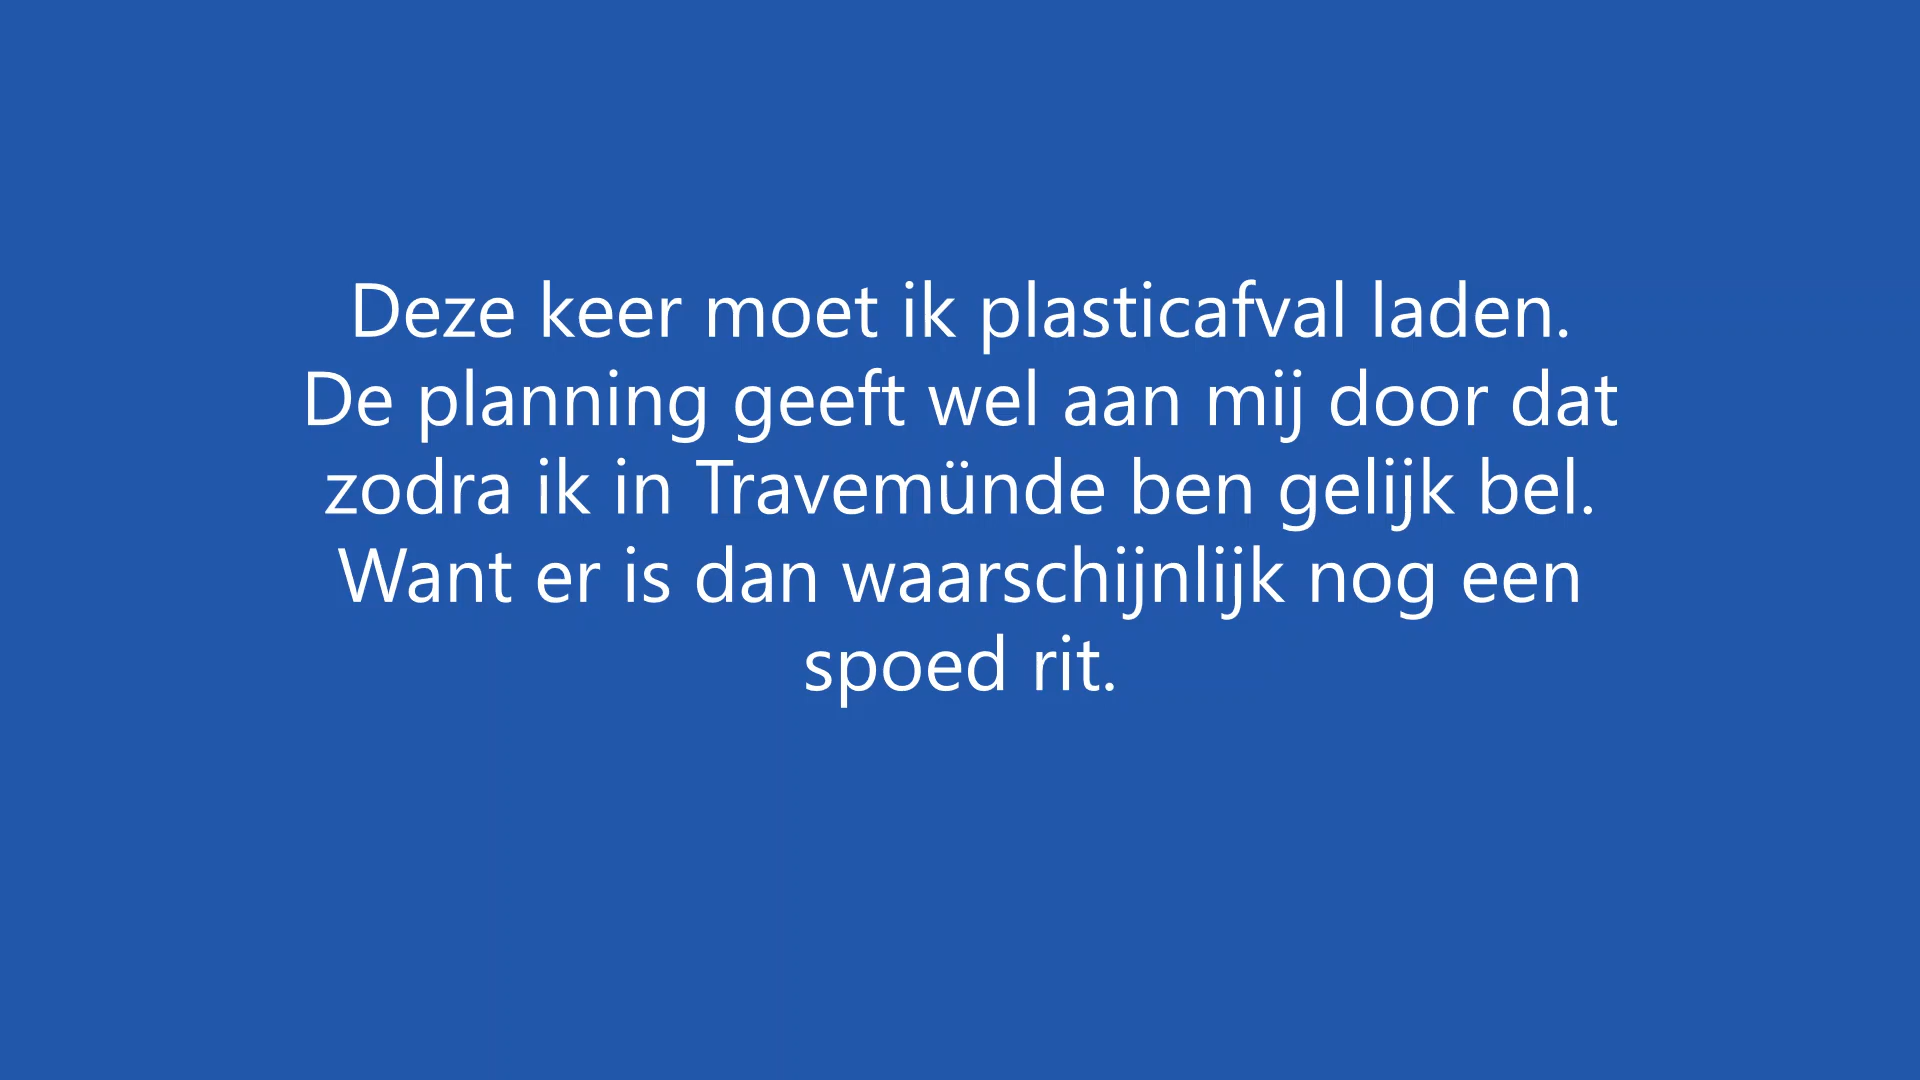 Deze keer moet ik plasticafval laden.
De planning geeft wel aan mij door dat
zodra ik in Travemünde ben gelijk bel.
Want er is dan waarschijnlijk nog een
spoed rit.